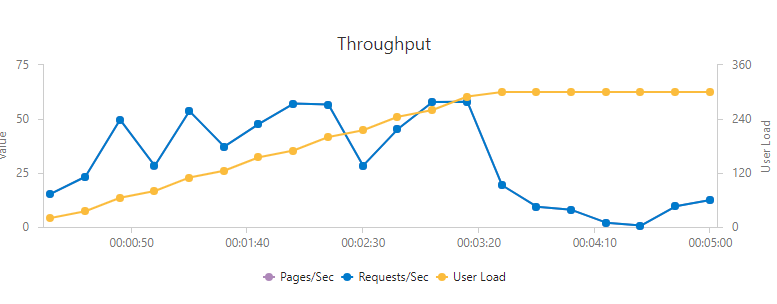 Throughput
75
360
50
240
25
120
0
0
Value
User Load
00:00:50
00:01:40
00:02:30
00:03:20
00:04:10
00:05:00
Pages/Sec
Requests/Sec
User Load